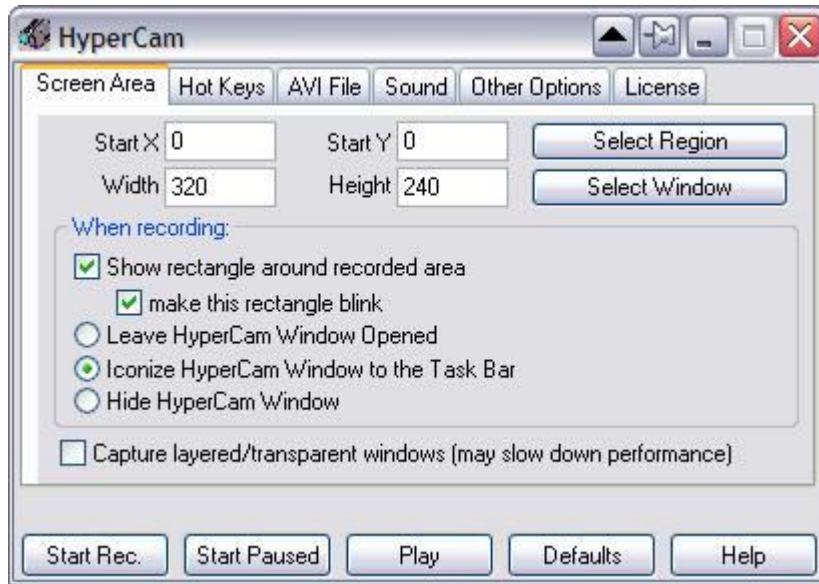 HyperCam
Screen Area Hot Keys AVI File Sound Other Options License
Start X 0 Start Y 0 Select Region
Width 320 Height 240 Select Window
When recording:
Show rectangle around recorded area
make this rectangle blink
Leave HyperCam Window Opened
Iconize HyperCam Window to the Task Bar
Hide HyperCam Window
Capture layered/transparent windows (may slow down performance)
Start Rec. Start Paused Play Defaults Help